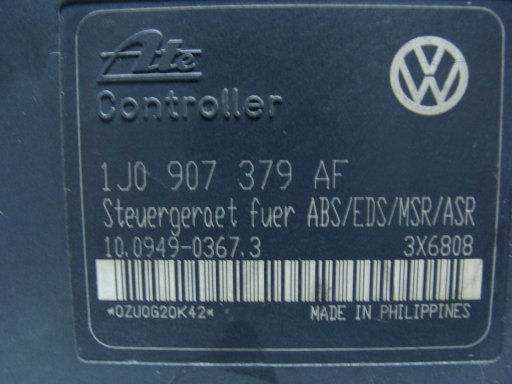 Ate
Controller
1J0 907 379 AF
Steuergeraet fuer ABS/EDS/MSR/ASR
10.0949-0367.3 3X6808
*0ZU0G20K42* MADE IN PHILIPPINES